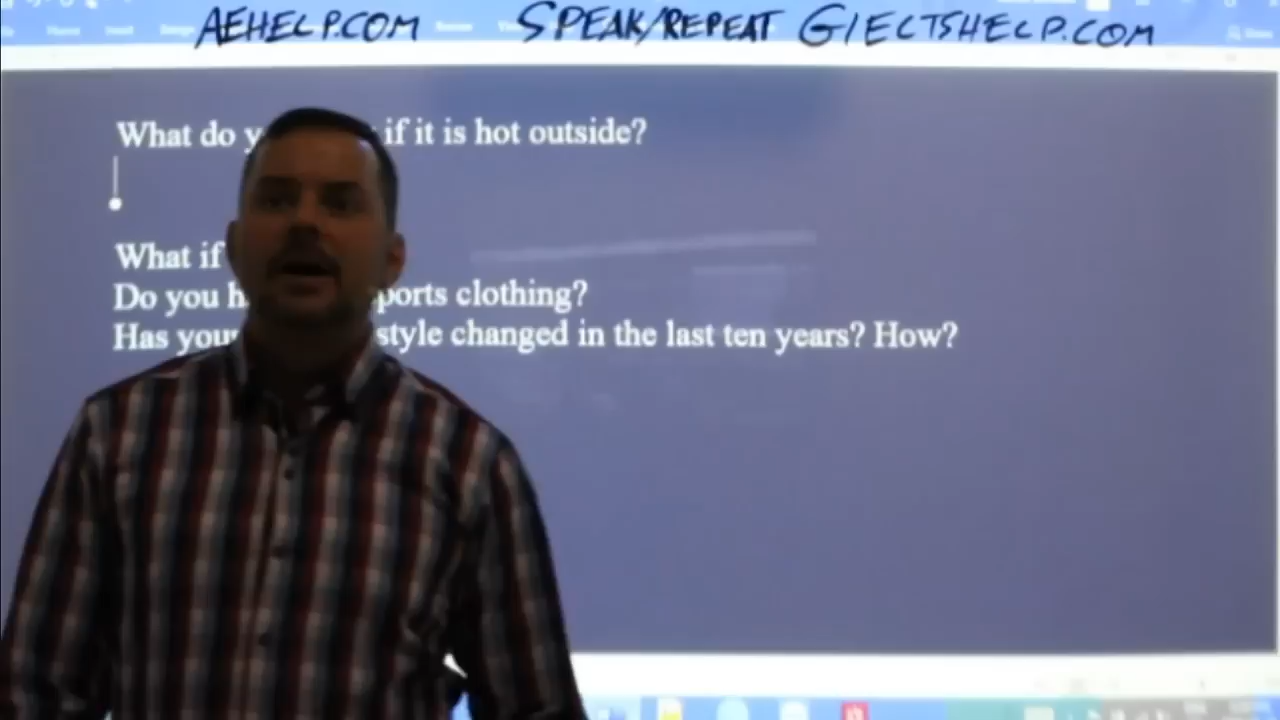 AEHELP.COM SPEAK/REPEAT GIELTSHELP.COM
What do if it is hot outside?
What if
Do you clothing?
Has your style changed in the last ten years? How?